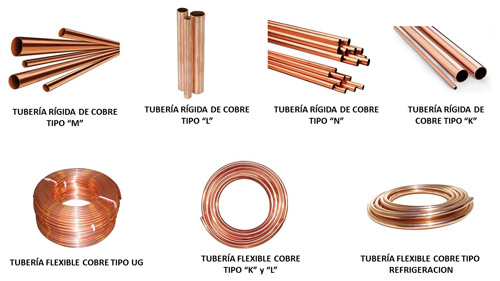 TUBERÍA RÍGIDA DE COBRE
TIPO “M”
TUBERÍA RÍGIDA DE COBRE
TIPO “L”
TUBERÍA RÍGIDA DE COBRE
TIPO “N”
TUBERÍA RÍGIDA DE
COBRE TIPO “K”
TUBERÍA FLEXIBLE COBRE TIPO UG
TUBERÍA FLEXIBLE COBRE
TIPO “K” y “L”
TUBERÍA FLEXIBLE COBRE TIPO
REFRIGERACION